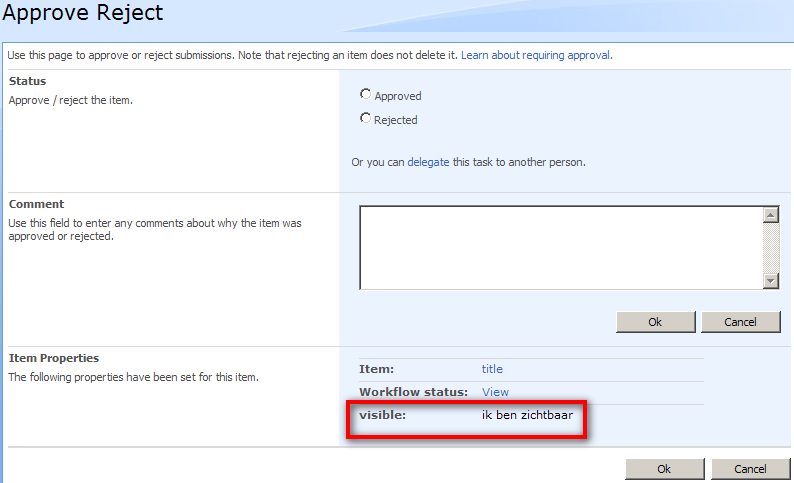 Approve Reject
Use this page to approve or reject submissions. Note that rejecting an item does not delete it. Learn about requiring approval.
Status
Approve / reject the item.
Approved
Rejected
Or you can delegate this task to another person.
Comment
Use this field to enter any comments about why the item was
approved or rejected.
Ok Cancel
Item Properties
The following properties have been set for this item.
Item: title
Workflow status: View
visible: ik ben zichtbaar
Ok Cancel